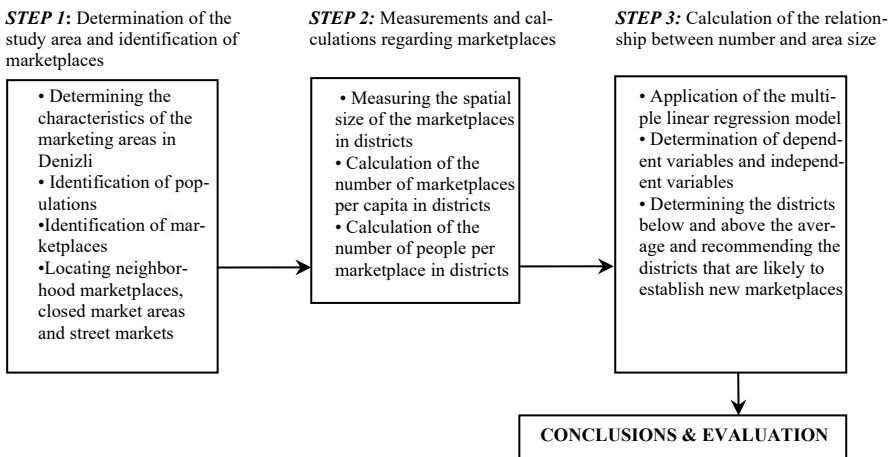 STEP 1: Determination of the
study area and identification of
marketplaces
• Determining the
characteristics of the
marketing areas in
Denizli
• Identification of pop-
ulations
•Identification of mar-
ketplaces
•Locating neighbor-
hood marketplaces,
closed market areas
and street markets
STEP 2: Measurements and cal-
culations regarding marketplaces
• Measuring the spatial
size of the marketplaces
in districts
• Calculation of the
number of marketplaces
per capita in districts
• Calculation of the
number of people per
marketplace in districts
STEP 3: Calculation of the relation-
ship between number and area size
• Application of the multi-
ple linear regression model
• Determination of depend-
ent variables and independ-
ent variables
• Determining the districts
below and above the aver-
age and recommending the
districts that are likely to
establish new marketplaces
CONCLUSIONS & EVALUATION